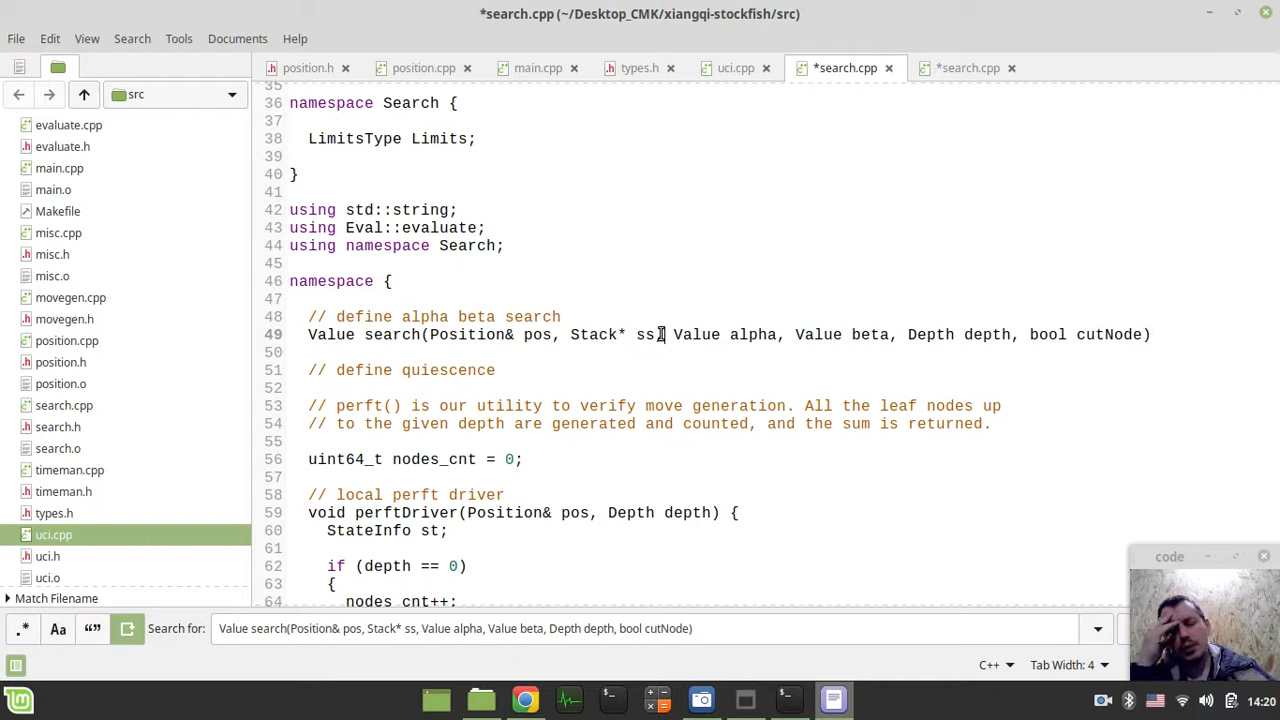 *search.cpp (~/Desktop_CMK/xiangqi-stockfish/src)
File Edit View Search Tools Documents Help
position.h position.cpp main.cpp types.h uci.cpp *search.cpp *search.cpp
src
evaluate.cpp
evaluate.h
main.cpp
main.o
Makefile
misc.cpp
misc.h
misc.o
movegen.cpp
movegen.h
position.cpp
position.h
position.o
search.cpp
search.h
search.o
timeman.cpp
timeman.h
types.h
uci.cpp
uci.h
uci.o
Match Filename
35
36 namespace Search {
37
38 LimitsType Limits;
39
40 }
41
42 using std::string;
43 using Eval::evaluate;
44 using namespace Search;
45
46 namespace {
47
48 // define alpha beta search
49 Value search(Position& pos, Stack* ss, Value alpha, Value beta, Depth depth, bool cutNode)
50
51 // define quiescence
52
53 // perft() is our utility to verify move generation. All the leaf nodes up
54 // to the given depth are generated and counted, and the sum is returned.
55
56 uint64_t nodes_cnt = 0;
57
58 // local perft driver
59 void perftDriver(Position& pos, Depth depth) {
60 StateInfo st;
61
62 if (depth == 0)
63 {
64 nodes_cnt++;
code
.* Aa “” Search for: Value search(Position& pos, Stack* ss, Value alpha, Value beta, Depth depth, bool cutNode)
C++ Tab Width: 4
14:20